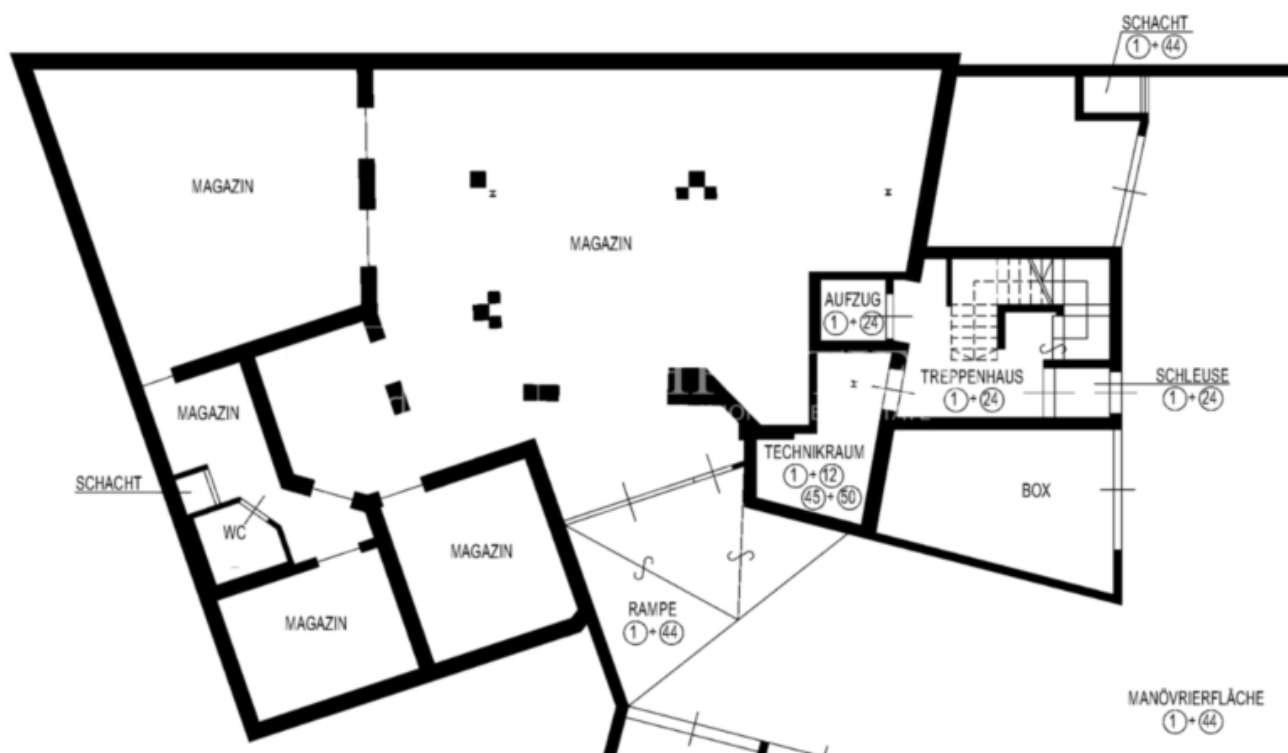 SCHACHT
1 + 44
MAGAZIN
MAGAZIN
AUFZUG
1 + 24
TREPPENHAUS
1 + 24
SCHLEUSE
1 + 24
MAGAZIN
TECHNIKRAUM
1 + 12
45 + 50
SCHACHT
BOX
WC
MAGAZIN
MAGAZIN
RAMPE
1 + 44
MANÖVRIERFLÄCHE
1 + 44